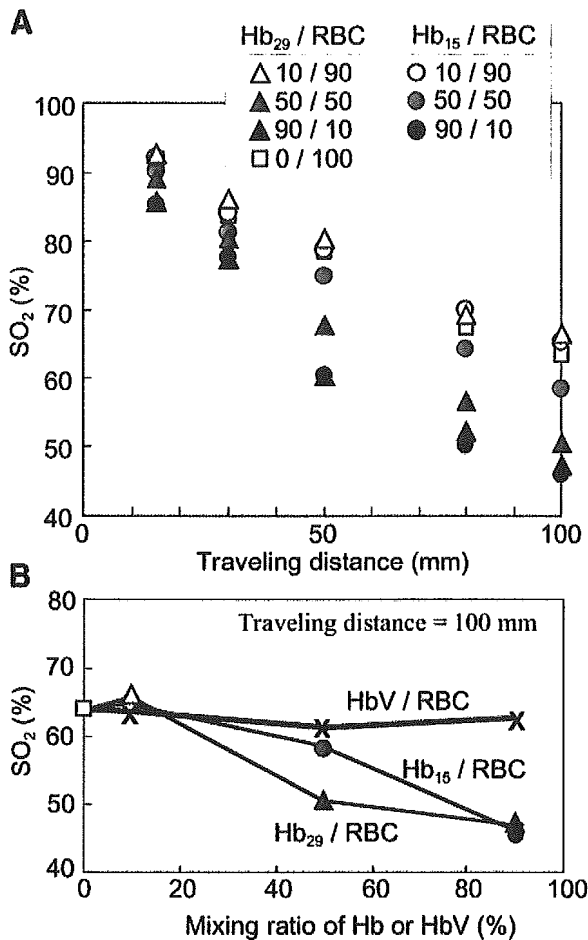 A
Hb29 / RBC Hb15 / RBC
10 / 90 10 / 90
50 / 50 50 / 50
90 / 10 90 / 10
0 / 100
100
90
80
70
60
50
40
SO2 (%)
0 50 100
Traveling distance (mm)
B
80
70
60
50
40
SO2 (%)
Traveling distance = 100 mm
HbV / RBC
Hb15 / RBC
Hb29 / RBC
0 20 40 60 80 100
Mixing ratio of Hb or HbV (%)